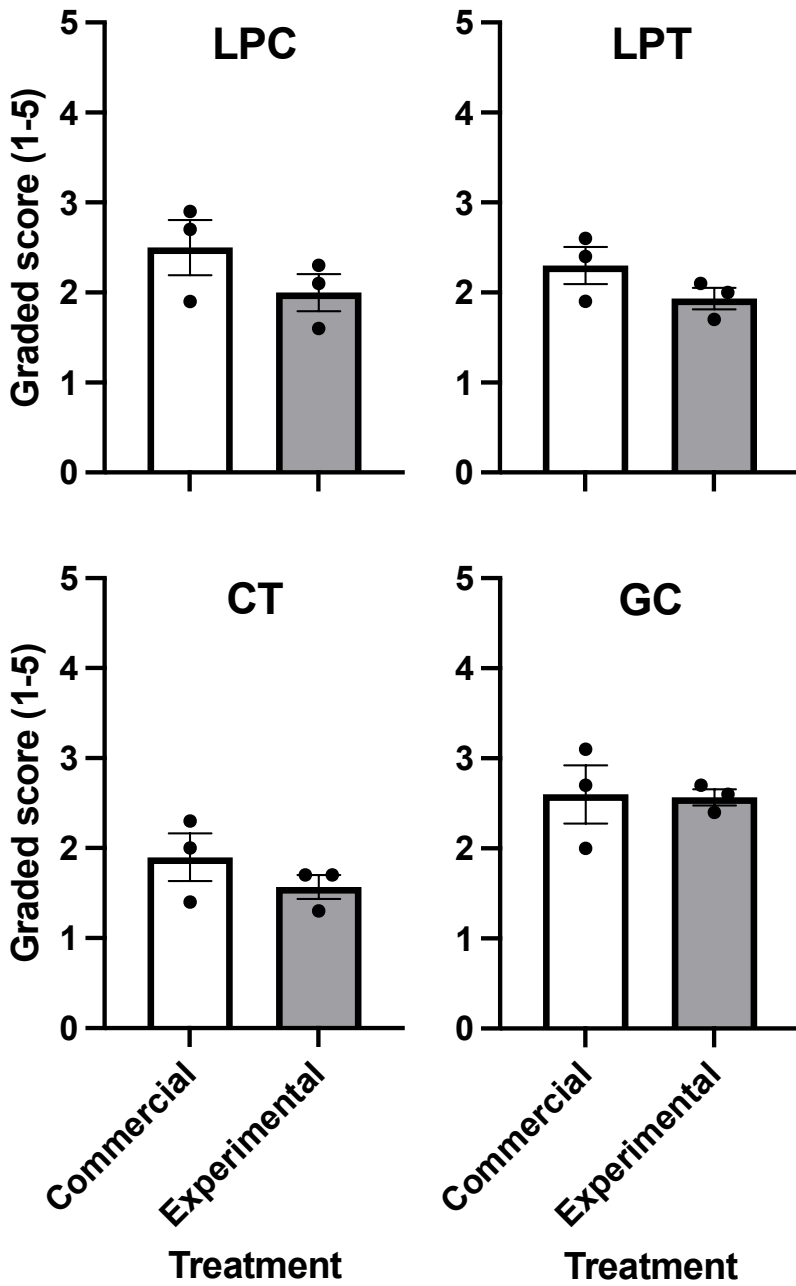 LPC
Graded score (1-5)
5
4
3
2
1
0
LPT
5
4
3
2
1
0
CT
Graded score (1-5)
5
4
3
2
1
0
Commercial
Experimental
Treatment
GC
5
4
3
2
1
0
Commercial
Experimental
Treatment